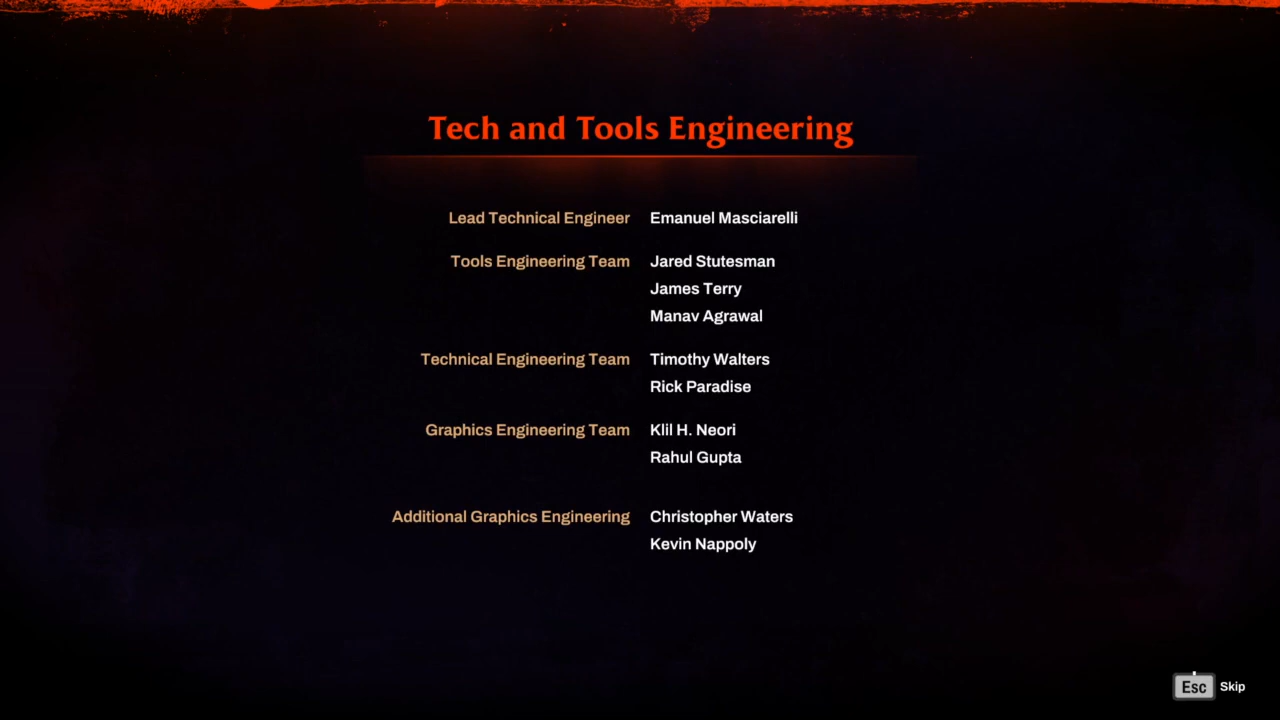 Tech and Tools Engineering
Lead Technical Engineer Emanuel Masciarelli
Tools Engineering Team Jared Stutesman
James Terry
Manav Agrawal
Technical Engineering Team Timothy Walters
Rick Paradise
Graphics Engineering Team Klil H. Neori
Rahul Gupta
Additional Graphics Engineering Christopher Waters
Kevin Nappoly
Esc Skip